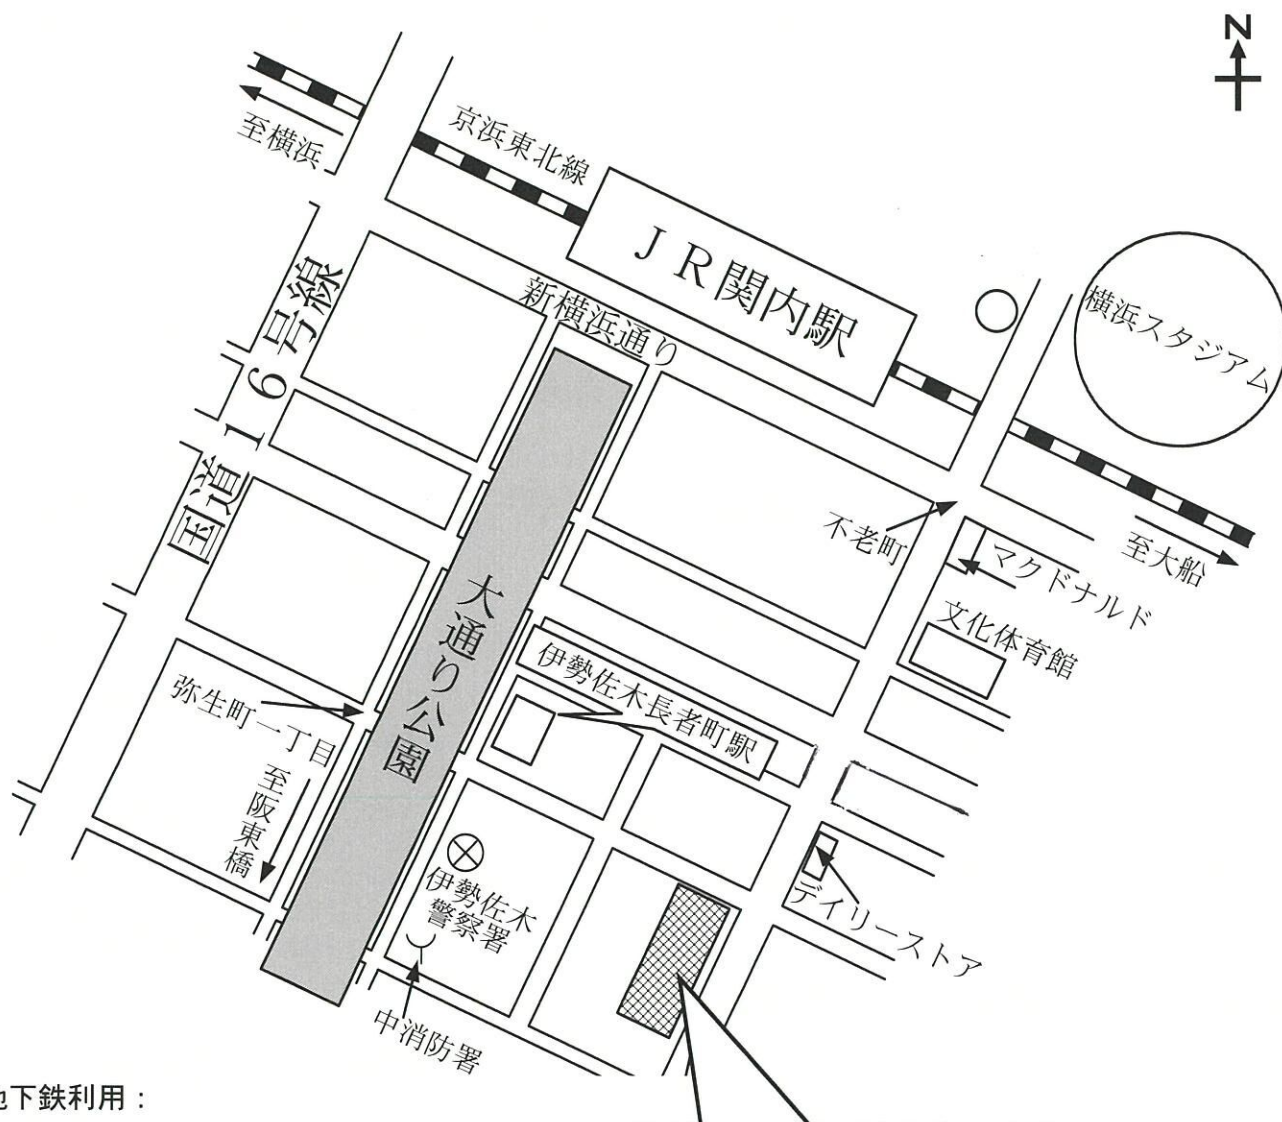 N
至横浜
京浜東北線
JR関内駅
横浜スタジアム
新横浜通り
国道16号線
不老町
至大船
マクドナルド
文化体育館
大通り公園
伊勢佐木長者町駅
弥生町一丁目
至阪東橋
伊勢佐木
警察署
デイリーストア
中消防署
地下鉄利用：